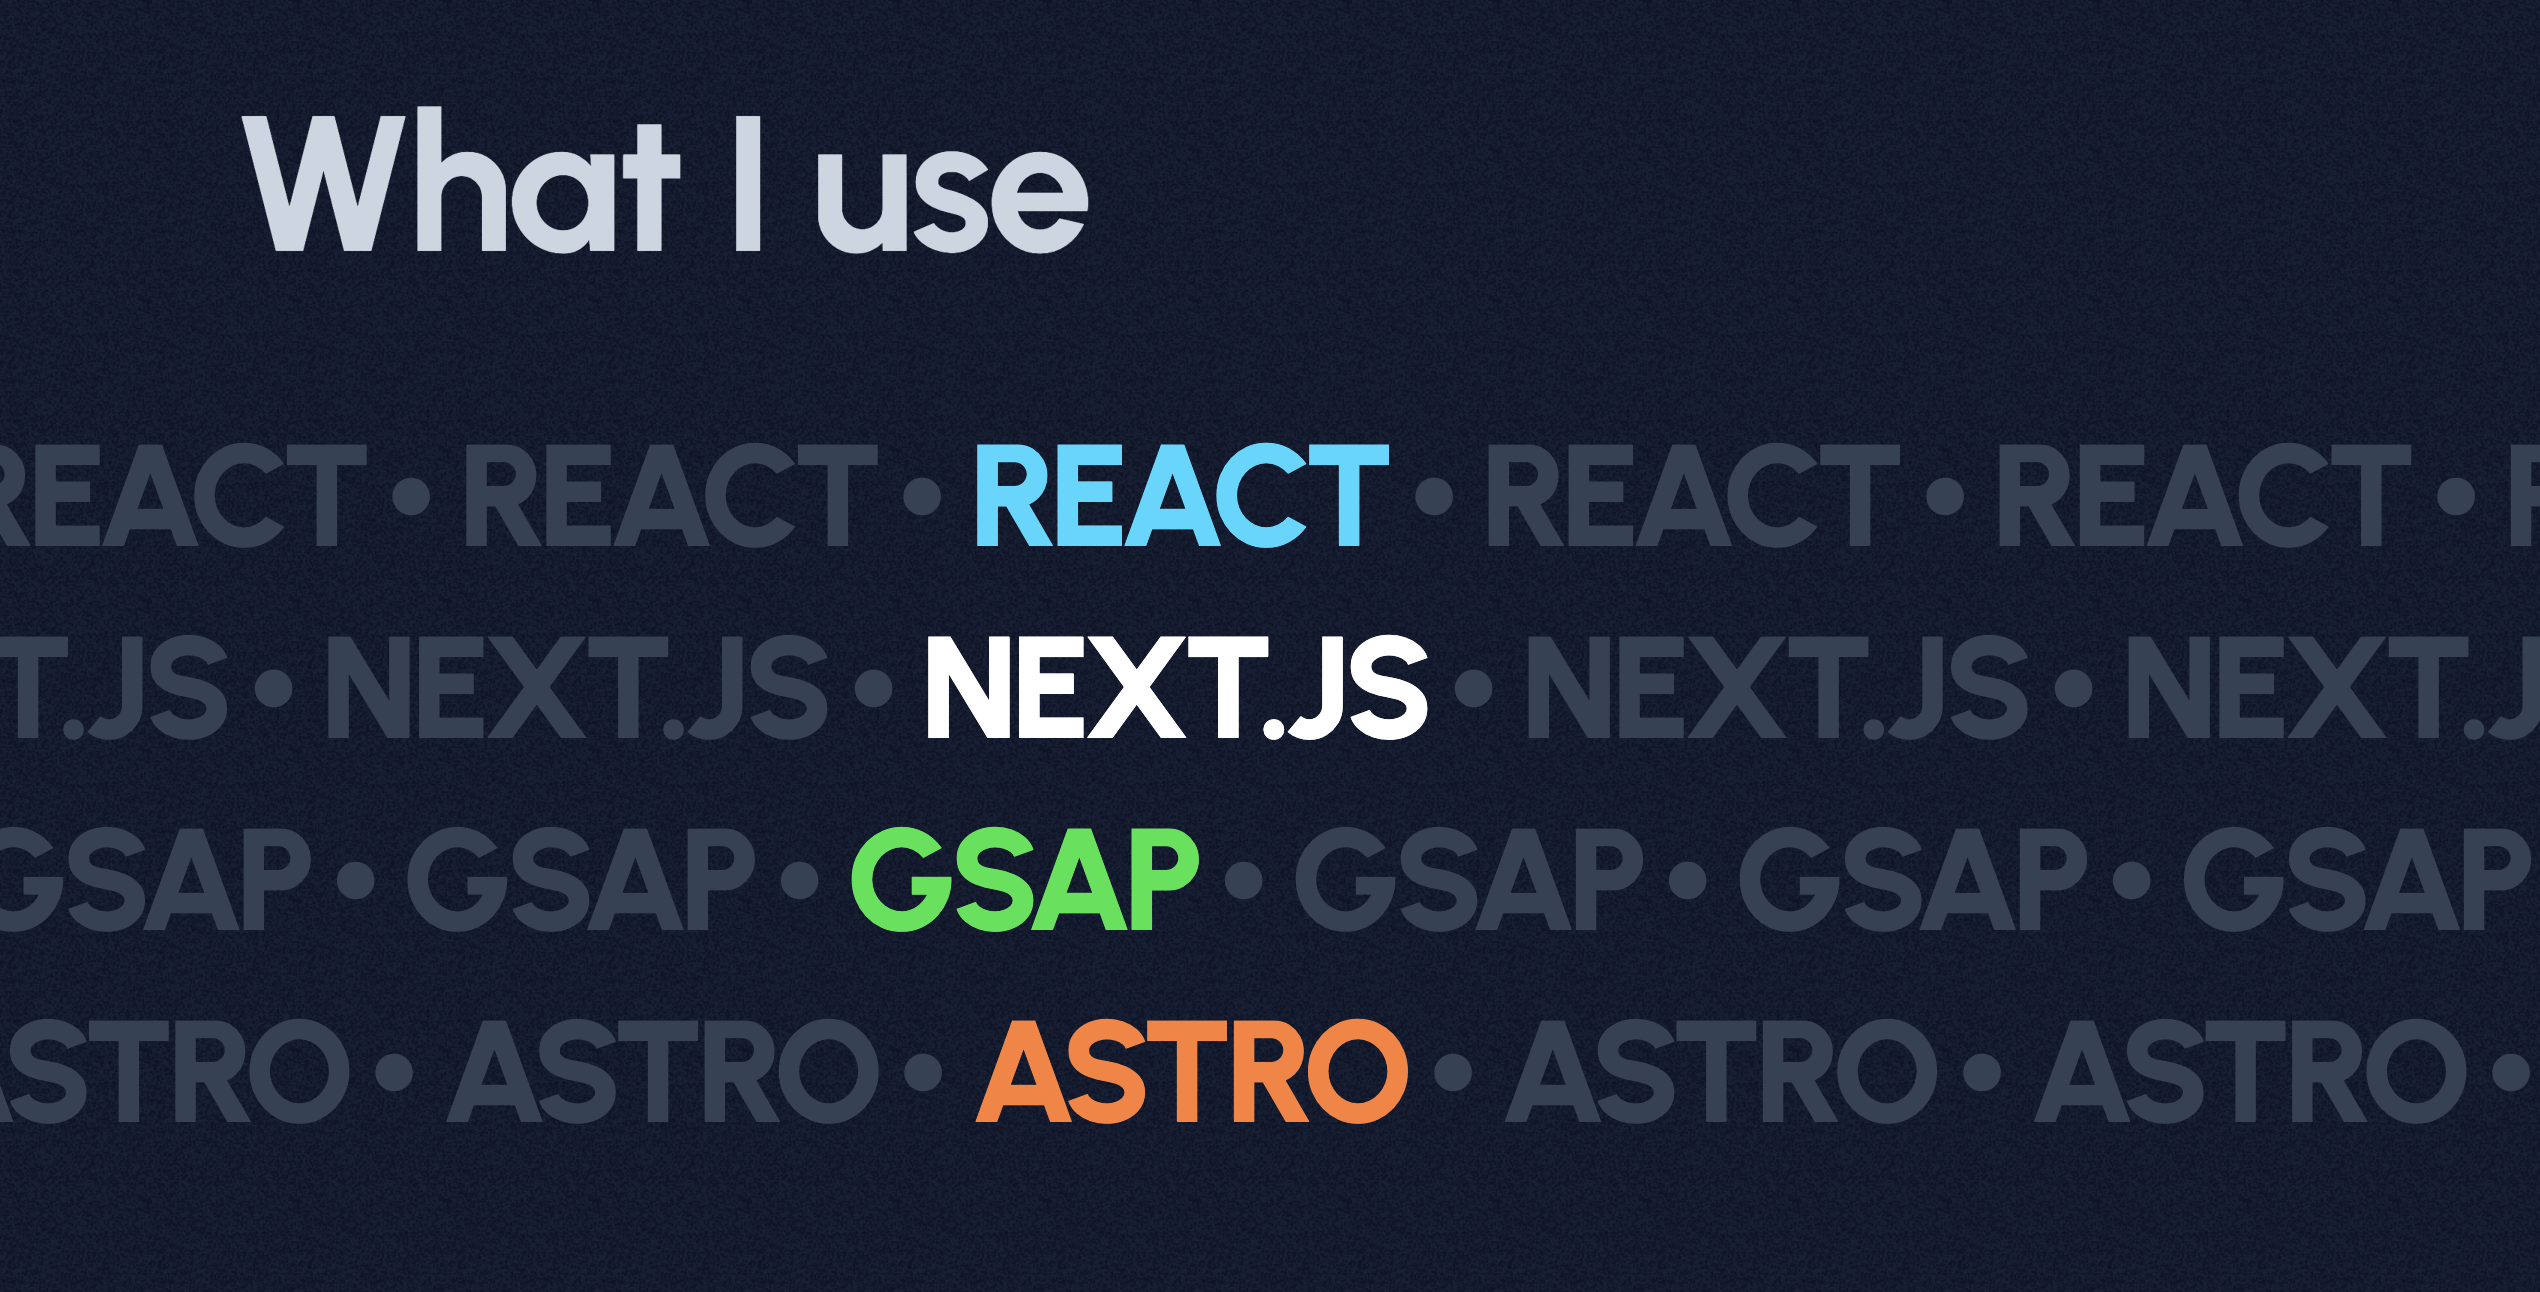 What I use
REACT • REACT • REACT • REACT • REACT •
T.JS • NEXT.JS • NEXT.JS • NEXT.JS • NEXT.J
GSAP • GSAP • GSAP • GSAP • GSAP • GSAP
ASTRO • ASTRO • ASTRO • ASTRO • ASTRO •